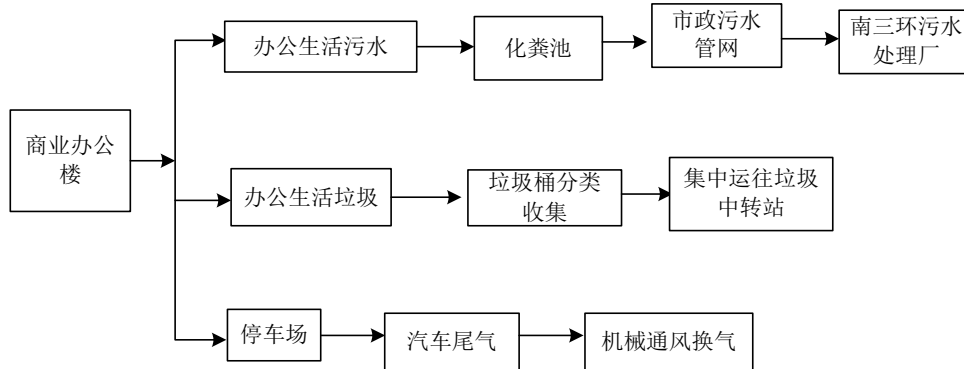 办公生活污水
化粪池
市政污水
管网
南三环污水
处理厂
商业办公
楼
办公生活垃圾
垃圾桶分类
收集
集中运往垃圾
中转站
停车场
汽车尾气
机械通风换气